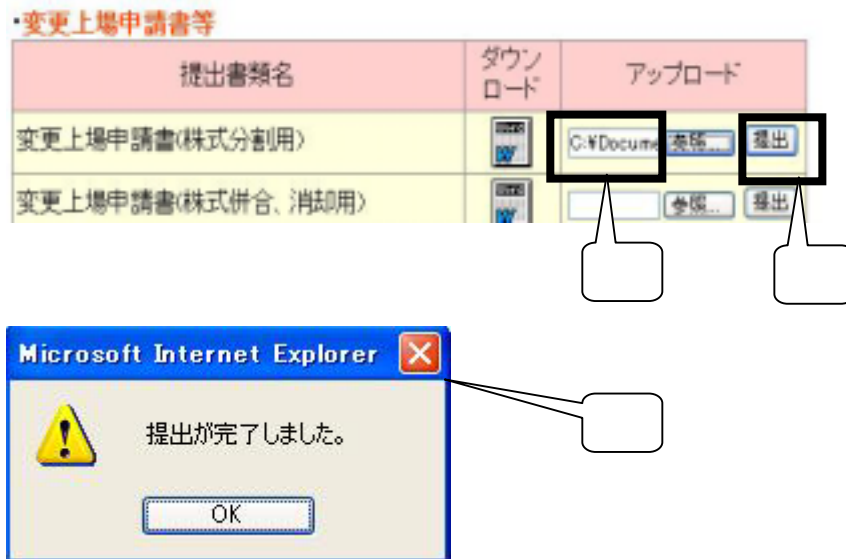 ・変更上場申請書等
提出書類名
ダウン
ロード
アップロード
変更上場申請書(株式分割用)
W
C:¥Docume 参照... 提出
変更上場申請書(株式併合、消却用)
W
参照... 提出
Microsoft Internet Explorer
提出が完了しました。
OK